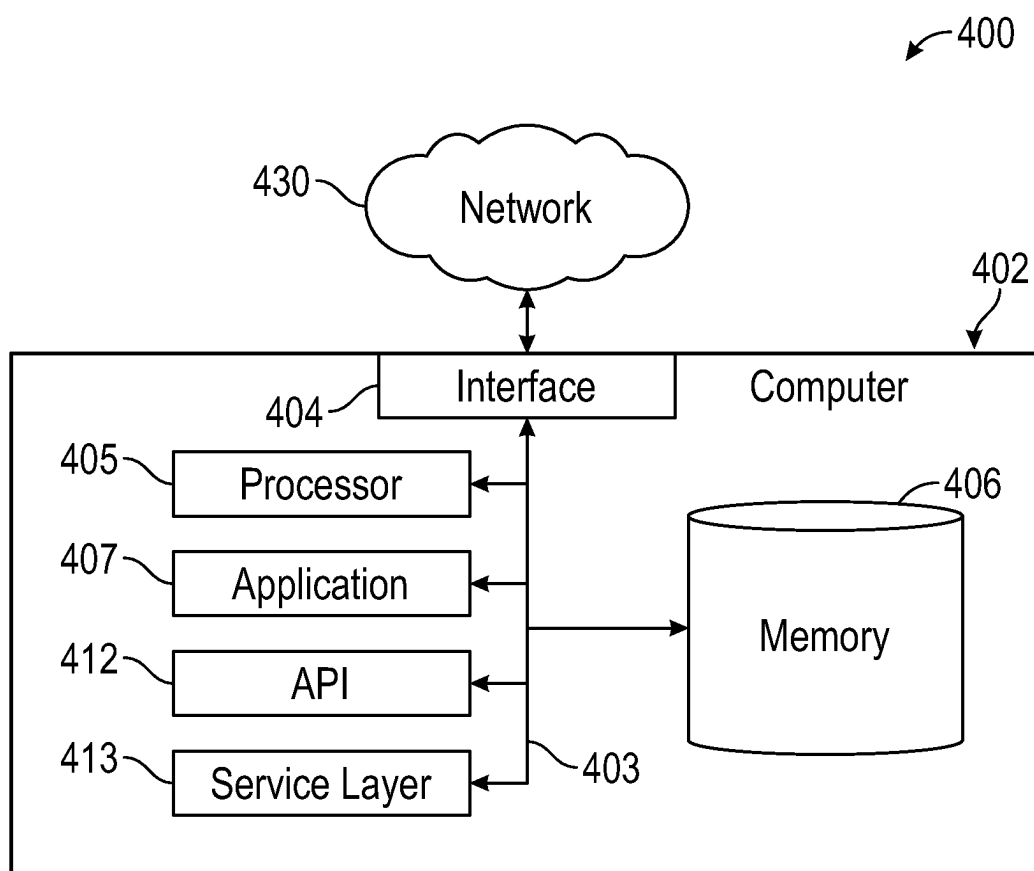 400
430
Network
402
Interface
Computer
404
405
Processor
406
407
Application
Memory
412
API
413
Service Layer
403